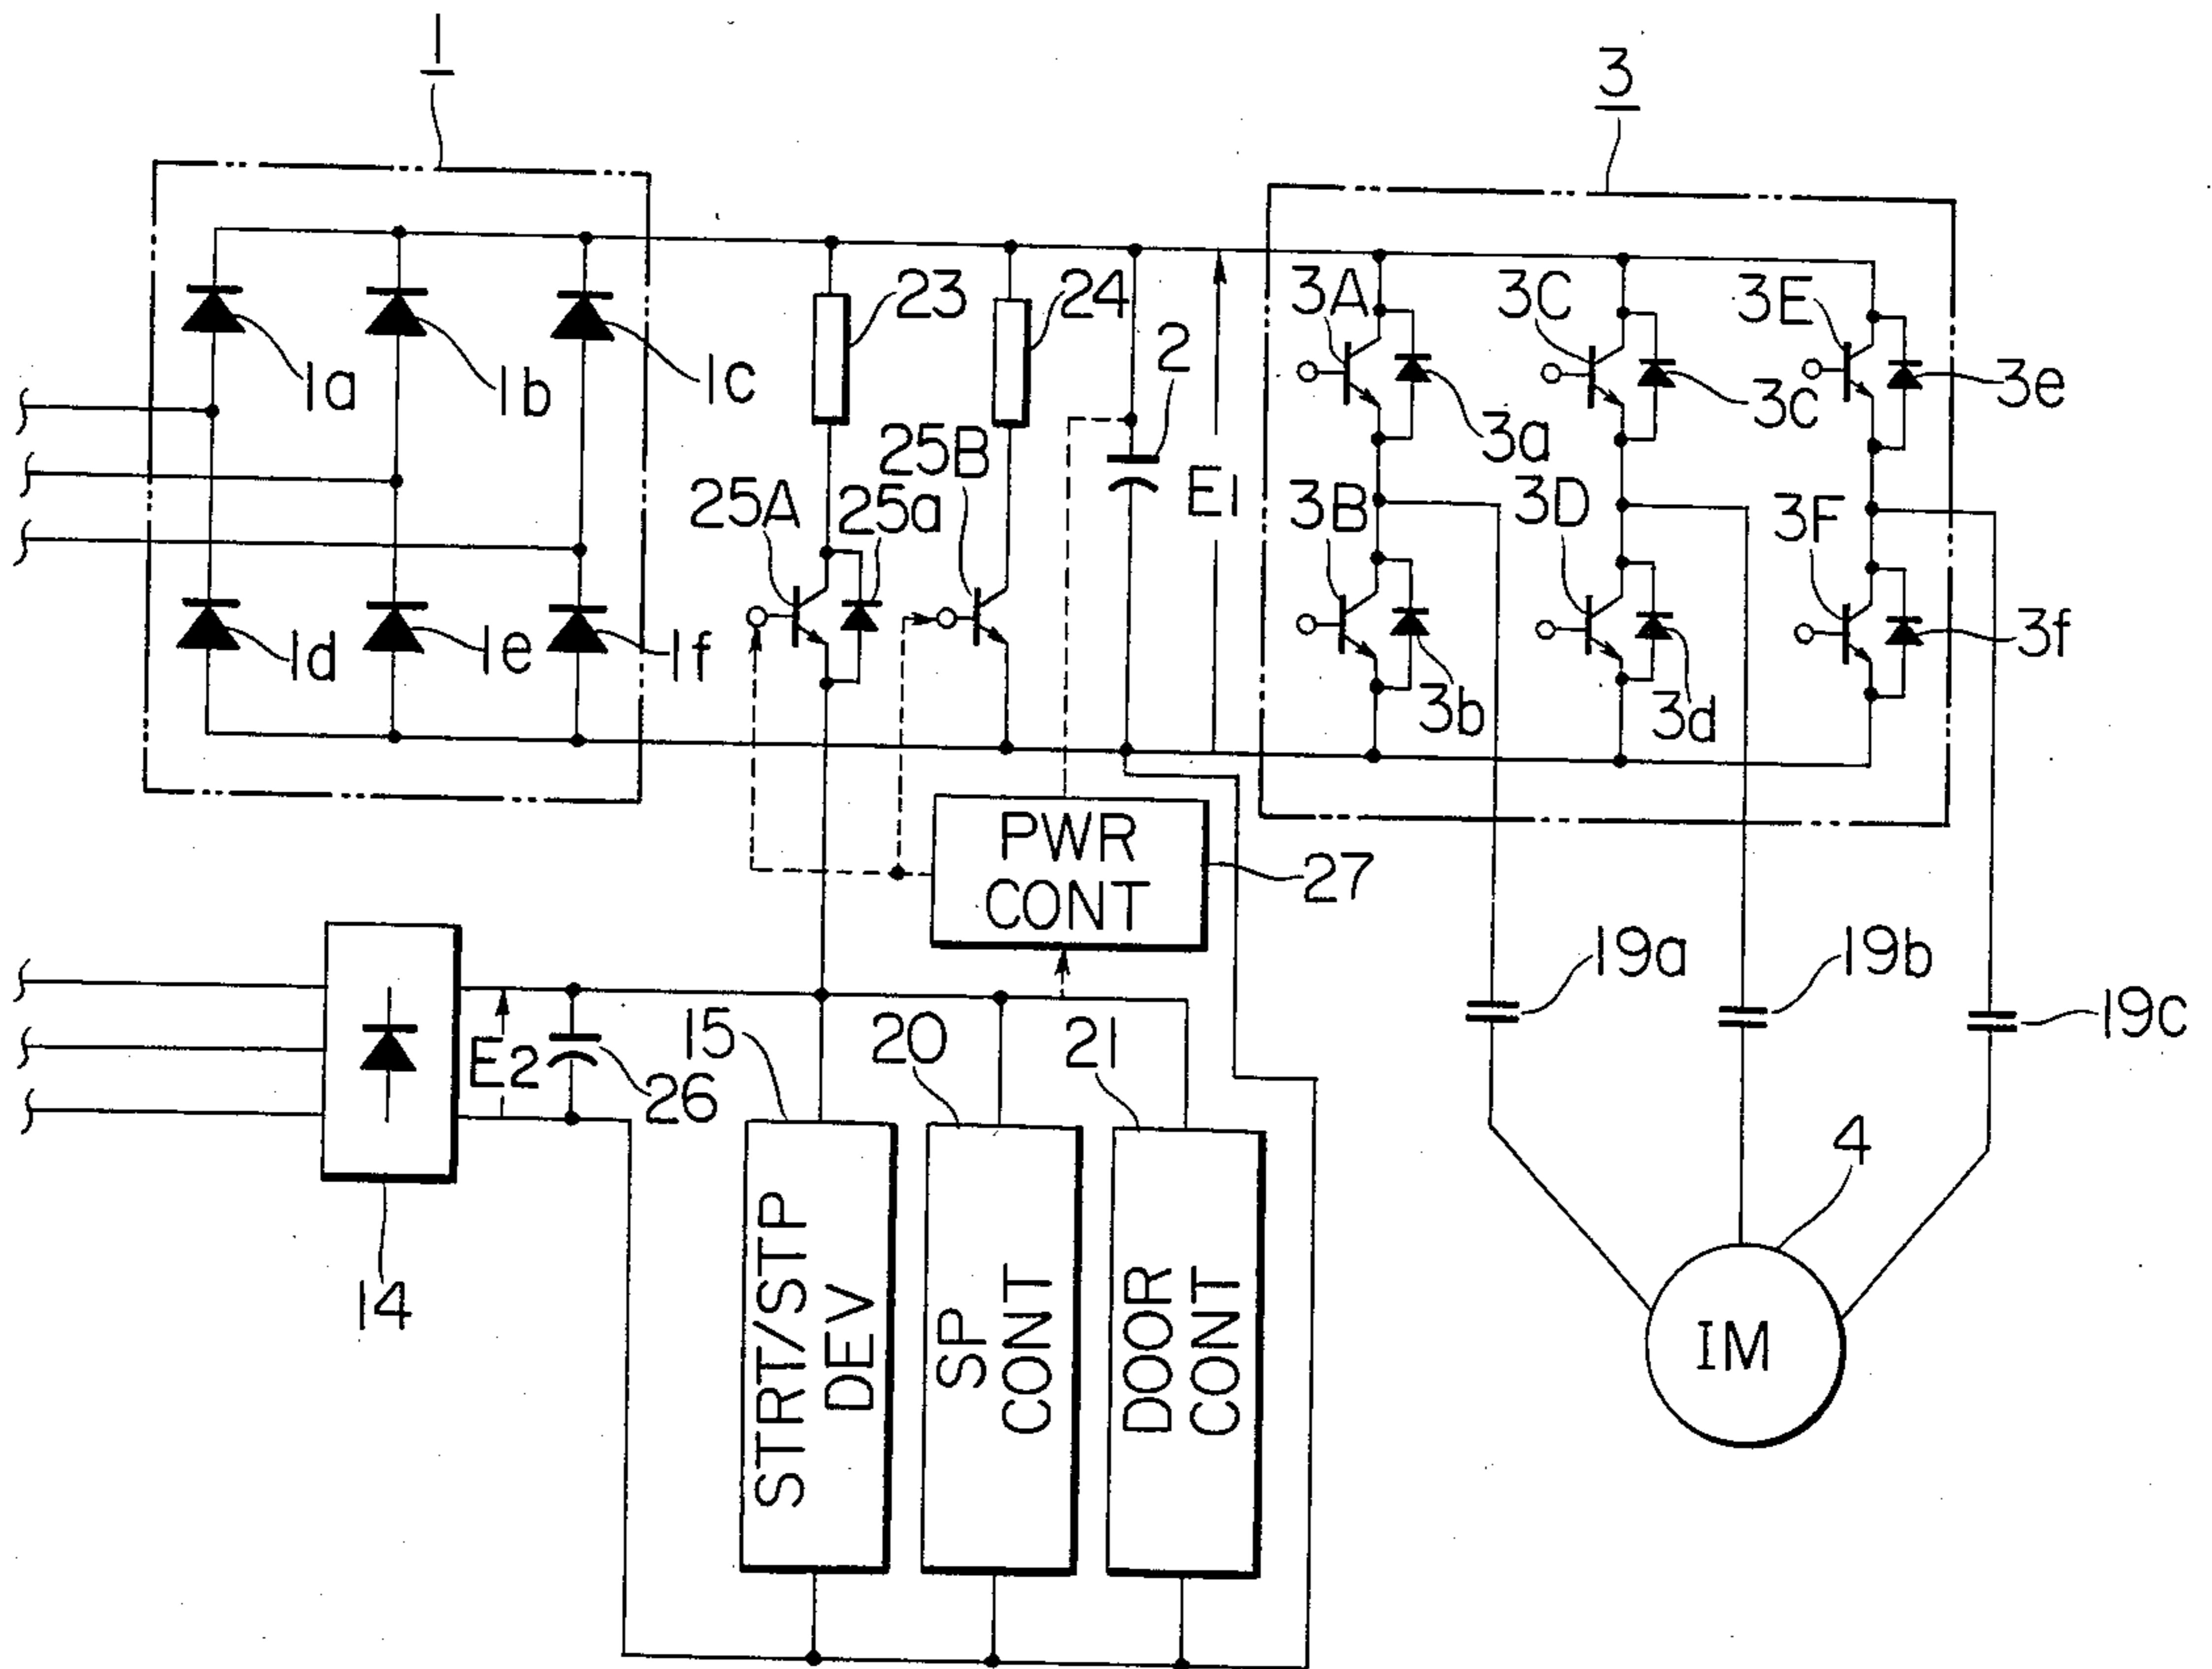 1
3
23
24
2
3A
3C
3E
1a
1b
1c
3a
3c
3e
25A
25a
25B
E1
3B
3D
3F
1d
1e
1f
3b
3d
3f
PWR
CONT
27
19a
19b
19c
E2
26
15
20
21
4
14
STRT/STP
DEV
SP
CONT
DOOR
CONT
IM